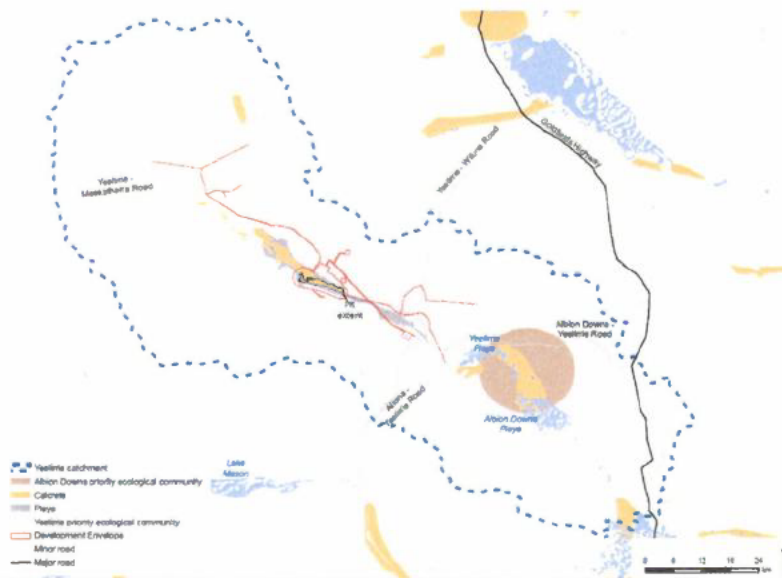 Goldfields Highway
Yeelirrie - Wiluna Road
Yeelirrie -
Meekatharra Road
Pit
extent
Albion Downs -
Yeelirrie Road
Yeelirrie
Playa
Albion Downs
Playa
Yeelirrie Road
Lake
Mason
Yeelirrie catchment
Albion Downs priority ecological community
Calcrete
Playa
Yeelirrie priority ecological community
Development Envelope
Minor road
Major road
0 6 12 18 24
km